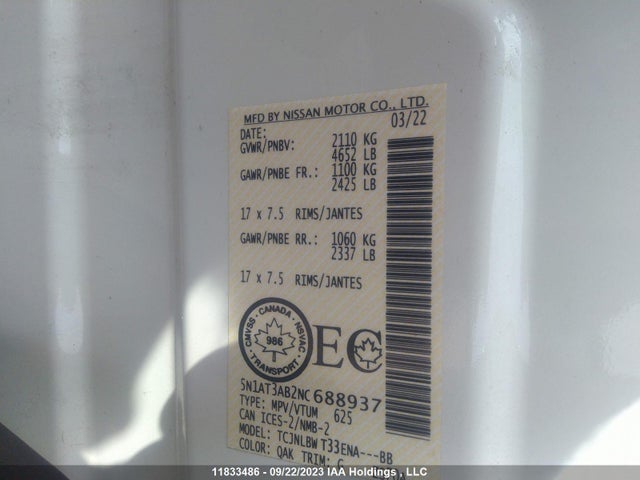 MFD BY NISSAN MOTOR CO., LTD.
DATE: 03/22
GVWR/PNBV: 2110 KG
4652 LB
GAWR/PNBE FR.: 1100 KG
2425 LB
17 x 7.5 RIMS/JANTES
GAWR/PNBE RR.: 1060 KG
2337 LB
17 x 7.5 RIMS/JANTES
CMVSS · CANADA · NSVAC · TRANSPORT ·
986
EC
5N1AT3AB2NC688937
TYPE: MPV/VTUM 625
CAN ICES-2/NMB-2
MODEL: TCJNLBW T33ENA---BB
COLOR: QAK TRIM: G
11833486 - 09/22/2023 IAA Holdings, LLC